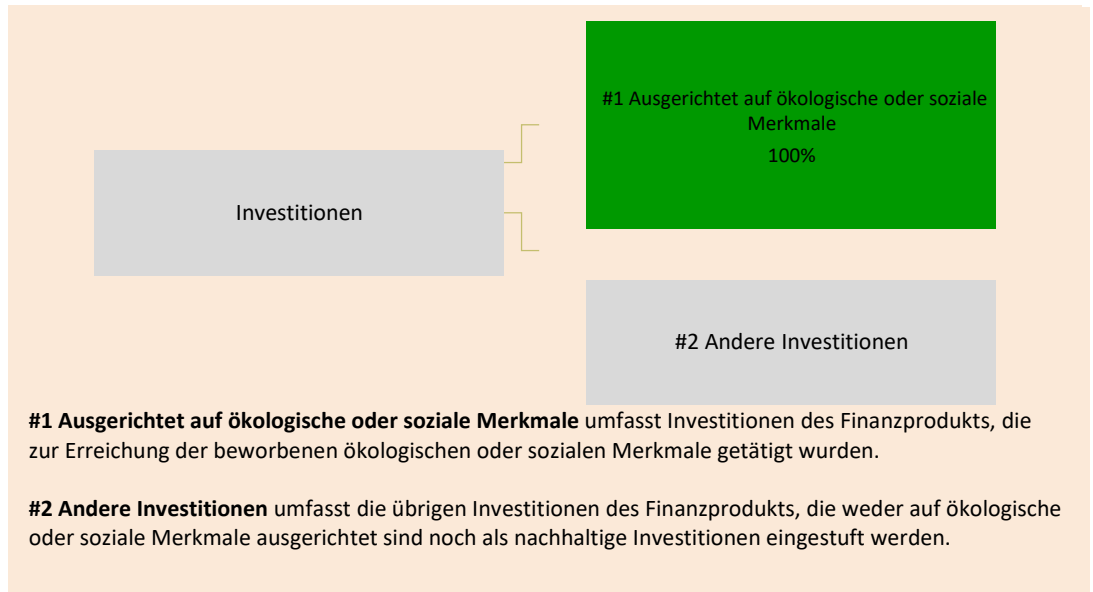 #1 Ausgerichtet auf ökologische oder soziale
Merkmale
100%
Investitionen
#2 Andere Investitionen
#1 Ausgerichtet auf ökologische oder soziale Merkmale umfasst Investitionen des Finanzprodukts, die
zur Erreichung der beworbenen ökologischen oder sozialen Merkmale getätigt wurden.
#2 Andere Investitionen umfasst die übrigen Investitionen des Finanzprodukts, die weder auf ökologische
oder soziale Merkmale ausgerichtet sind noch als nachhaltige Investitionen eingestuft werden.